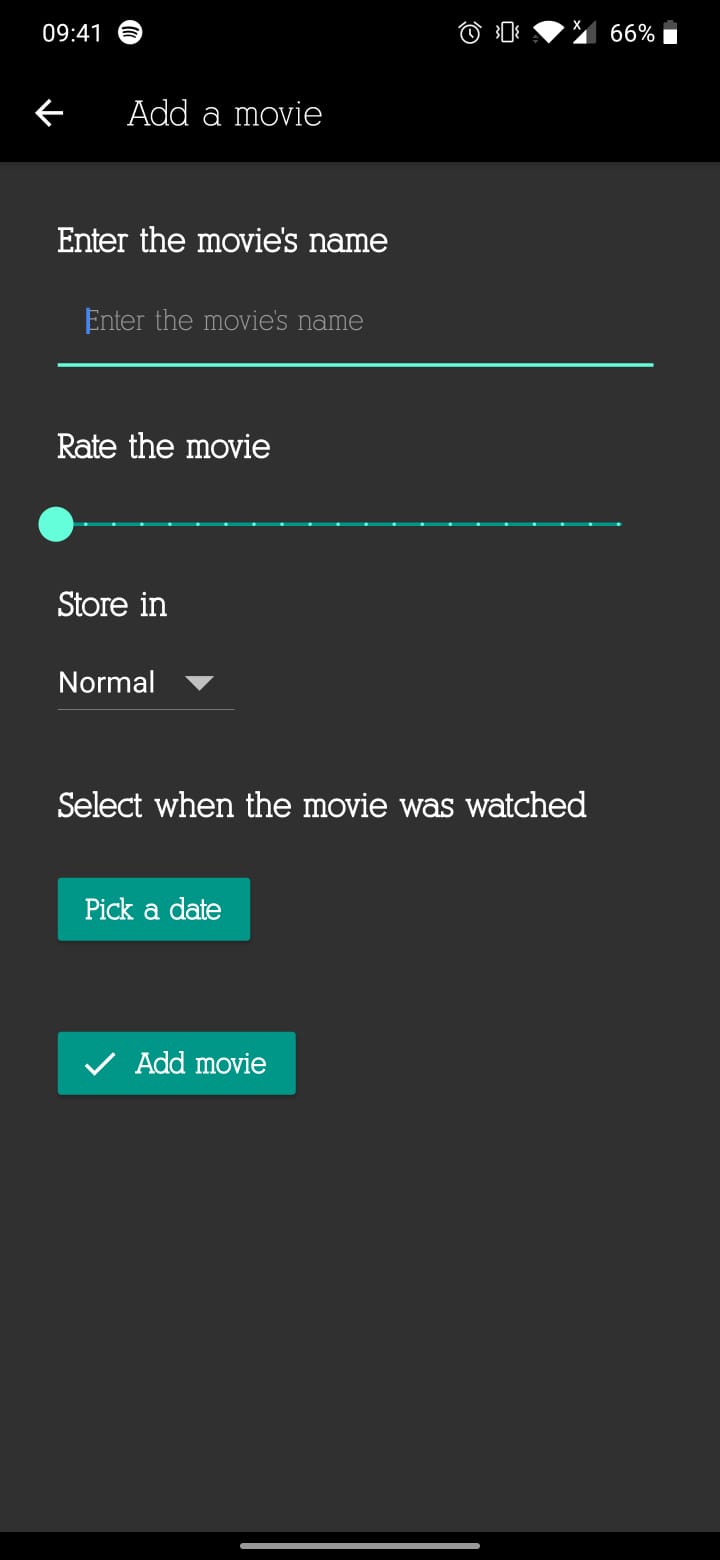 09:41
66%
Add a movie
Enter the movie's name
Enter the movie's name
Rate the movie
Store in
Normal
Select when the movie was watched
Pick a date
Add movie